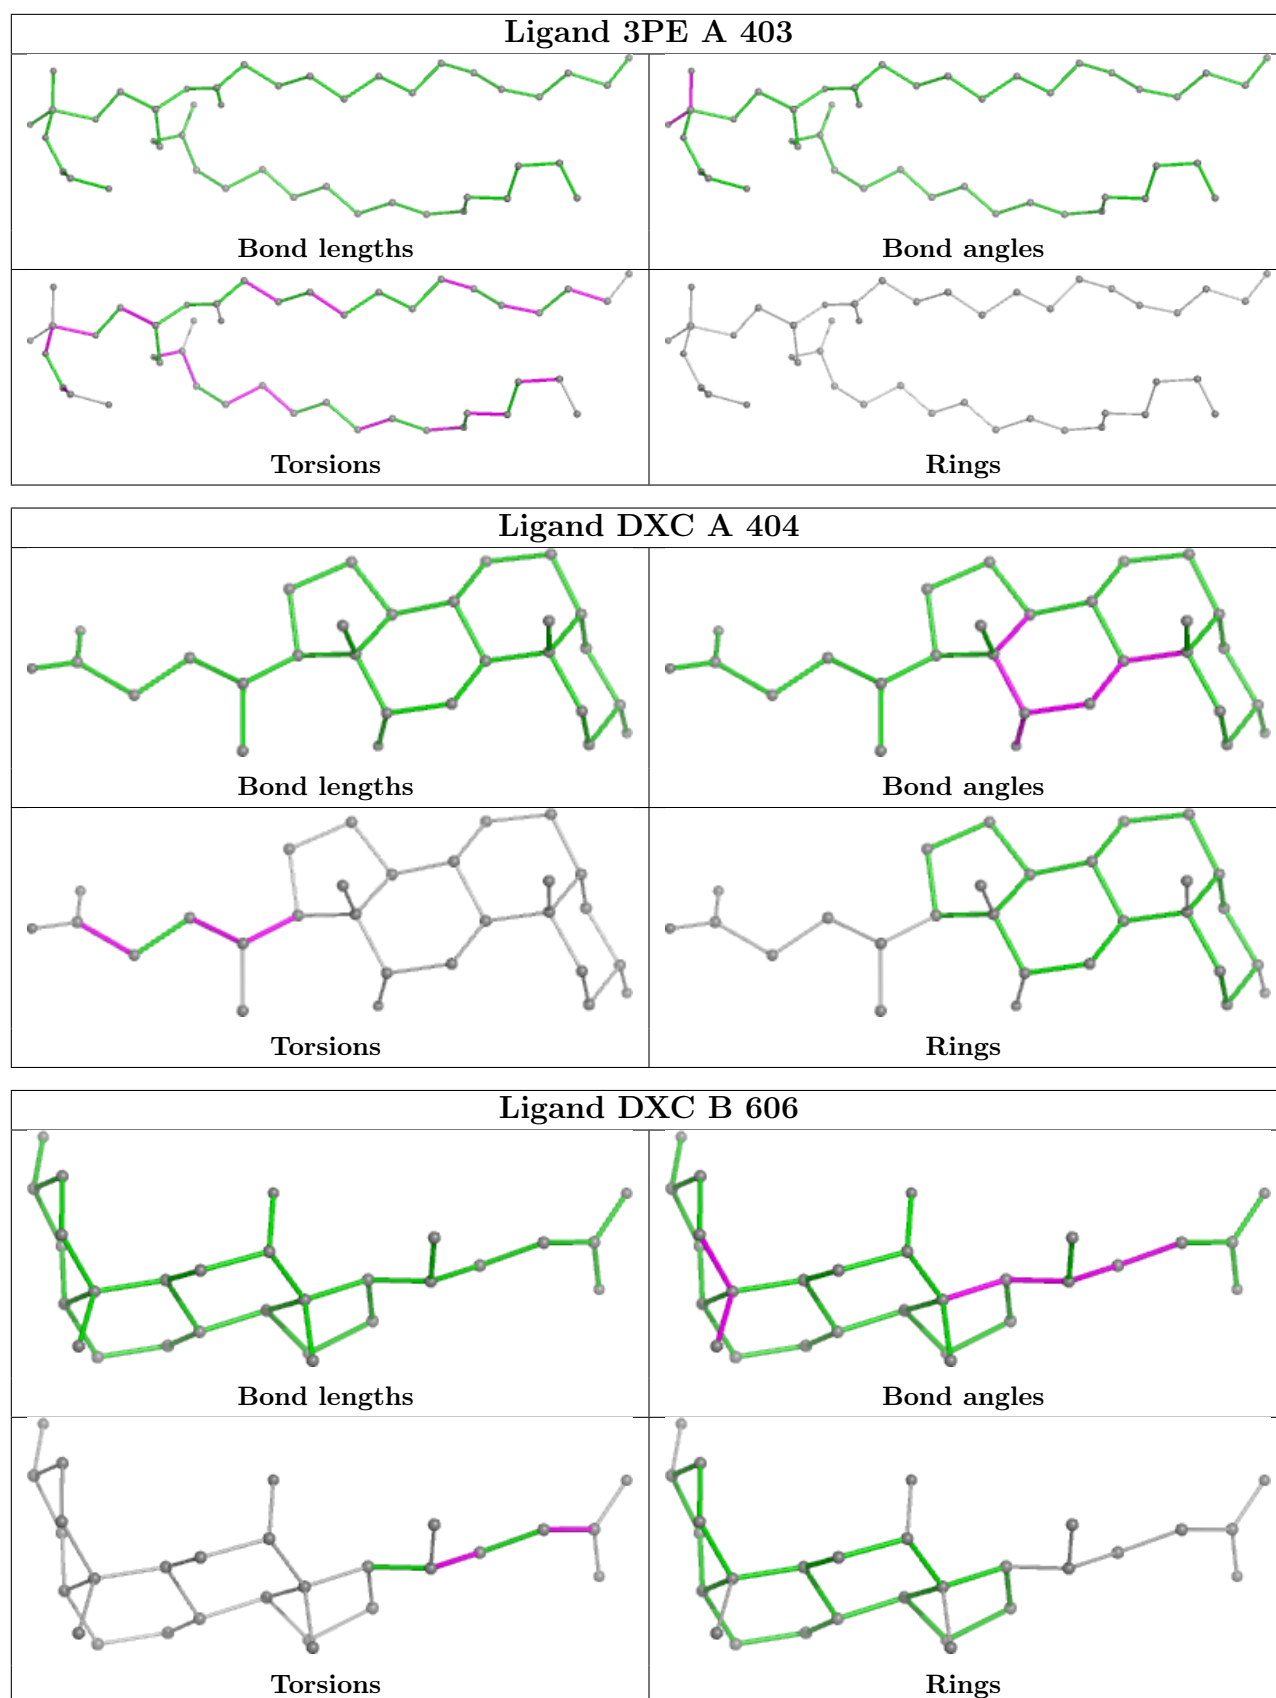 Ligand 3PE A 403
Bond lengths
Bond angles
Torsions
Rings
Ligand DXC A 404
Bond lengths
Bond angles
Torsions
Rings
Ligand DXC B 606
Bond lengths
Bond angles
Torsions
Rings